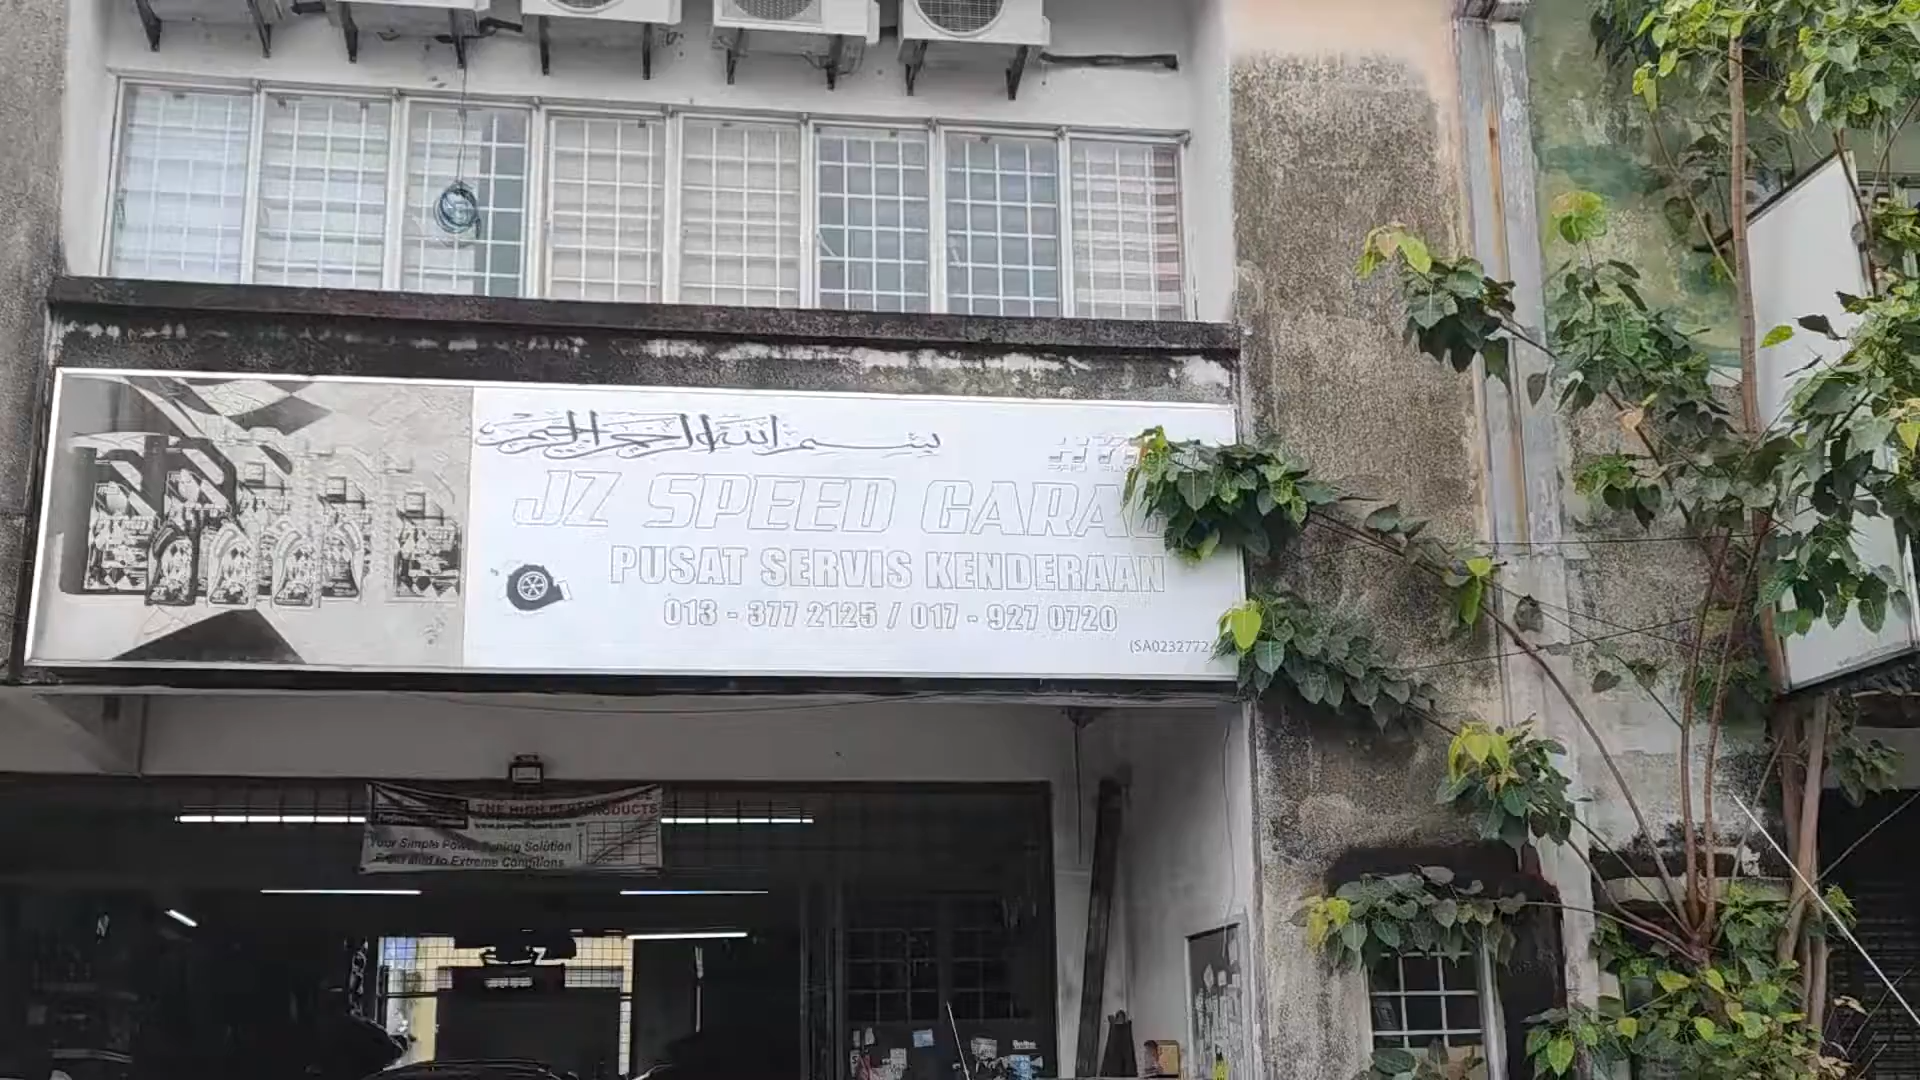 بسم الله الرحمن الرحيم
JZ SPEED GARAG
PUSAT SERVIS KENDERAAN
013 - 377 2125 / 017 - 927 0720
(SA0232772
THE HIGH PERF PRODUCTS
Your Simple Power Tuning Solution
to Extreme Conditions